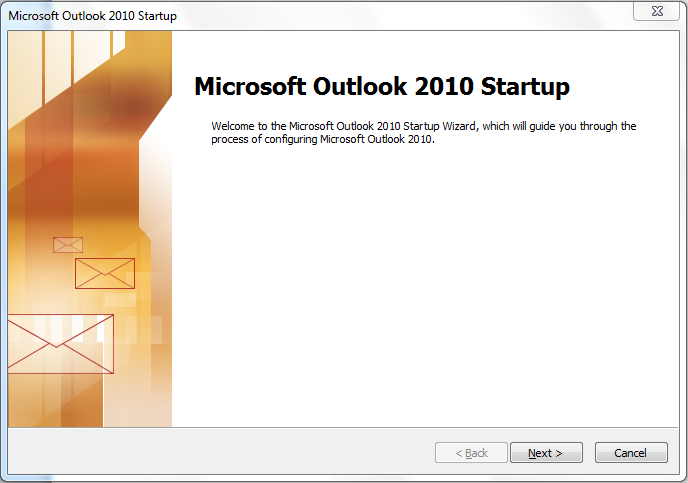 Microsoft Outlook 2010 Startup
Microsoft Outlook 2010 Startup
Welcome to the Microsoft Outlook 2010 Startup Wizard, which will guide you through the
process of configuring Microsoft Outlook 2010.
< Back Next > Cancel